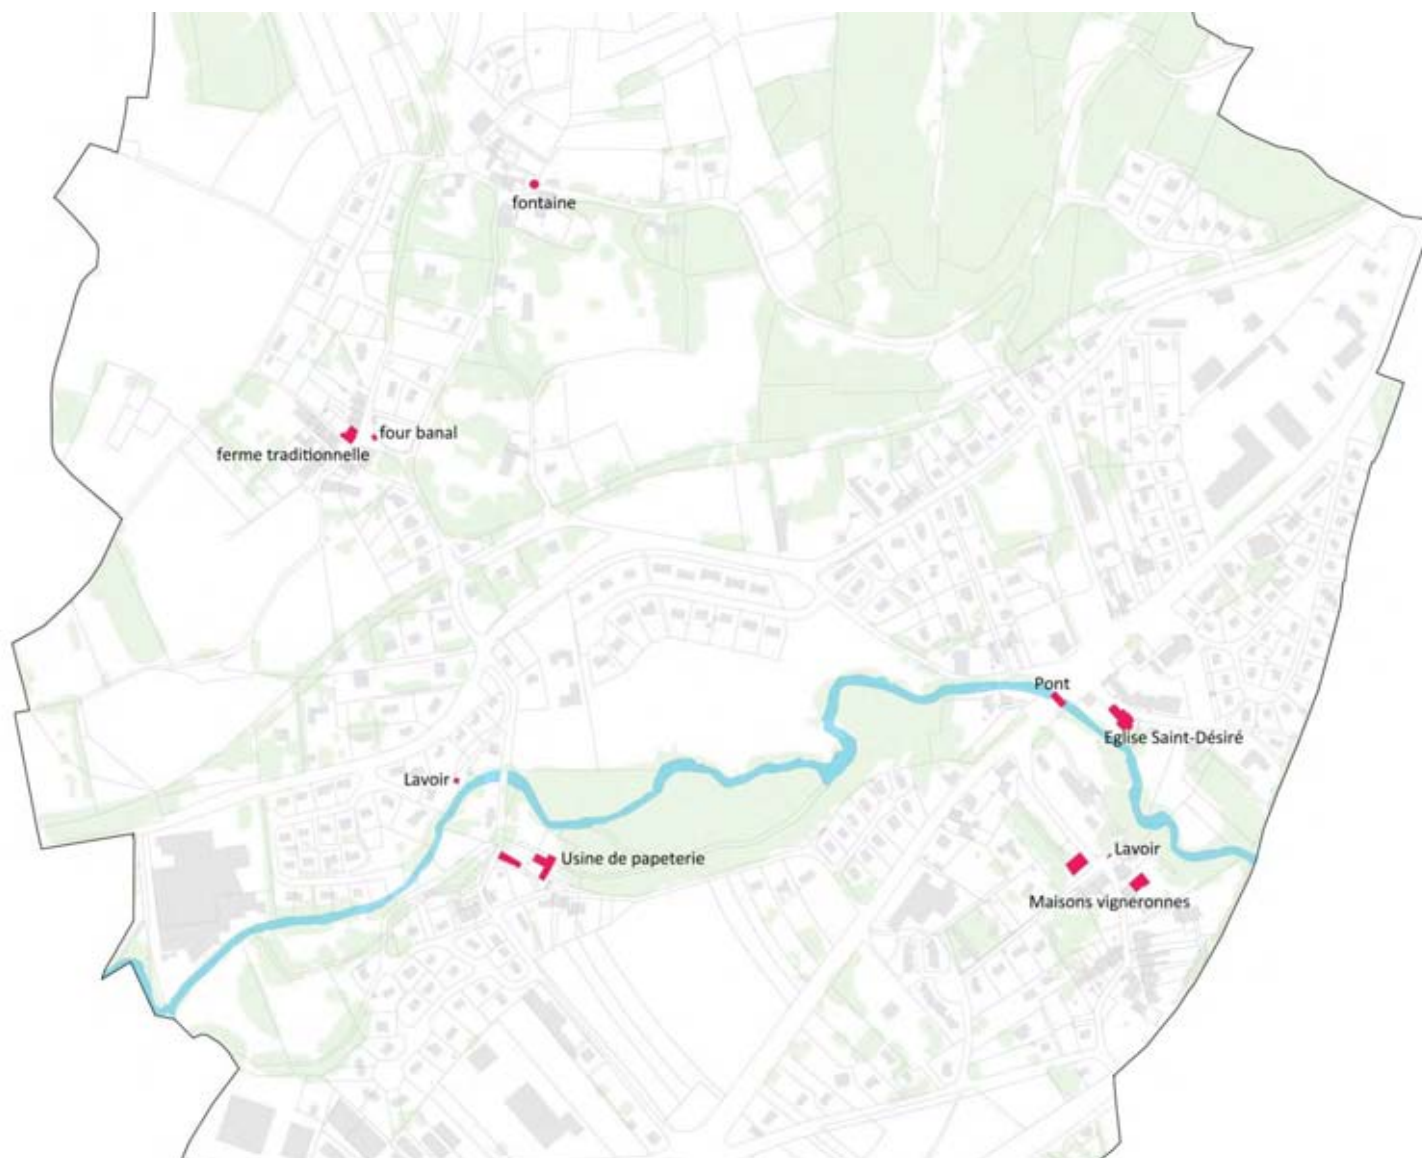 fontaine
four banal
ferme traditionnelle
Pont
Eglise Saint-Désiré
Lavoir
Usine de papeterie
Lavoir
Maisons vigneronnes